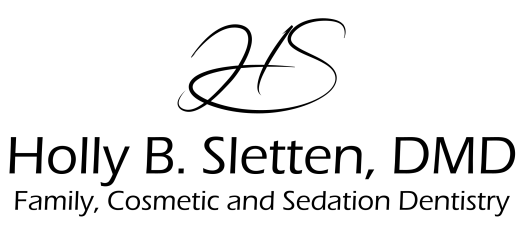 HS
Holly B. Sletten, DMD
Family, Cosmetic and Sedation Dentistry